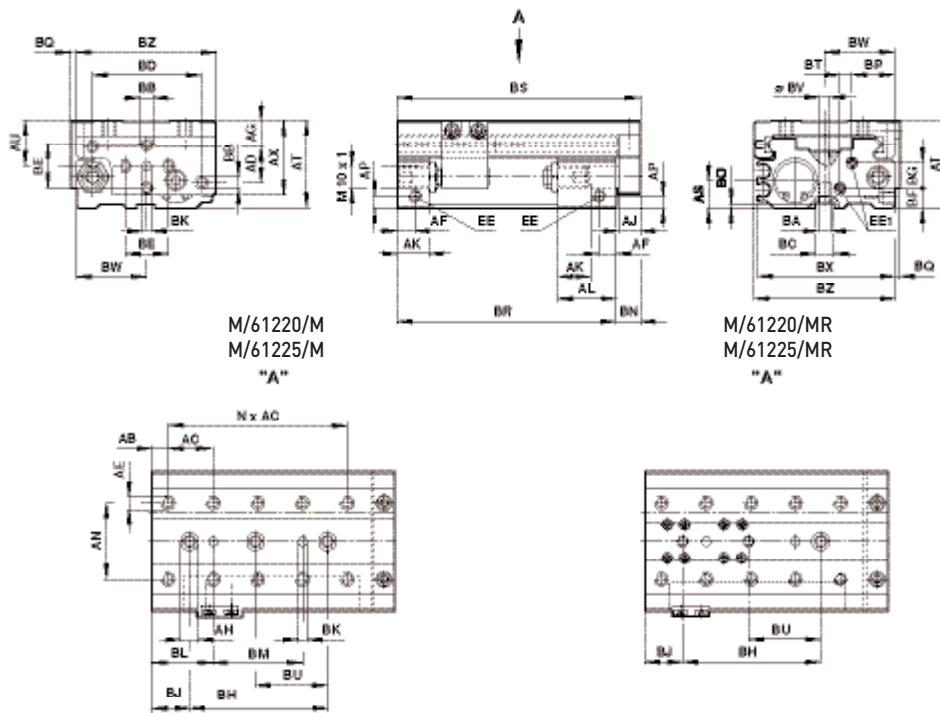 A
BQ
BZ
BD
BB
AU
BE
AG
AX
AT
AD
BB
BK
BE
BW
BS
M 10 x 1
AP
AP
AF
EE
EE
AJ
AK
AF
AK
AL
BR
BN
BW
BT
BP
ø BV
AS
BO
BA
BC
BX
BZ
BG
BF
AT
EE1
BQ
M/61220/M
M/61225/M
"A"
M/61220/MR
M/61225/MR
"A"
N x AC
AB
AC
AE
AN
AH
BK
BL
BM
BU
BJ
BH
BU
BJ
BH